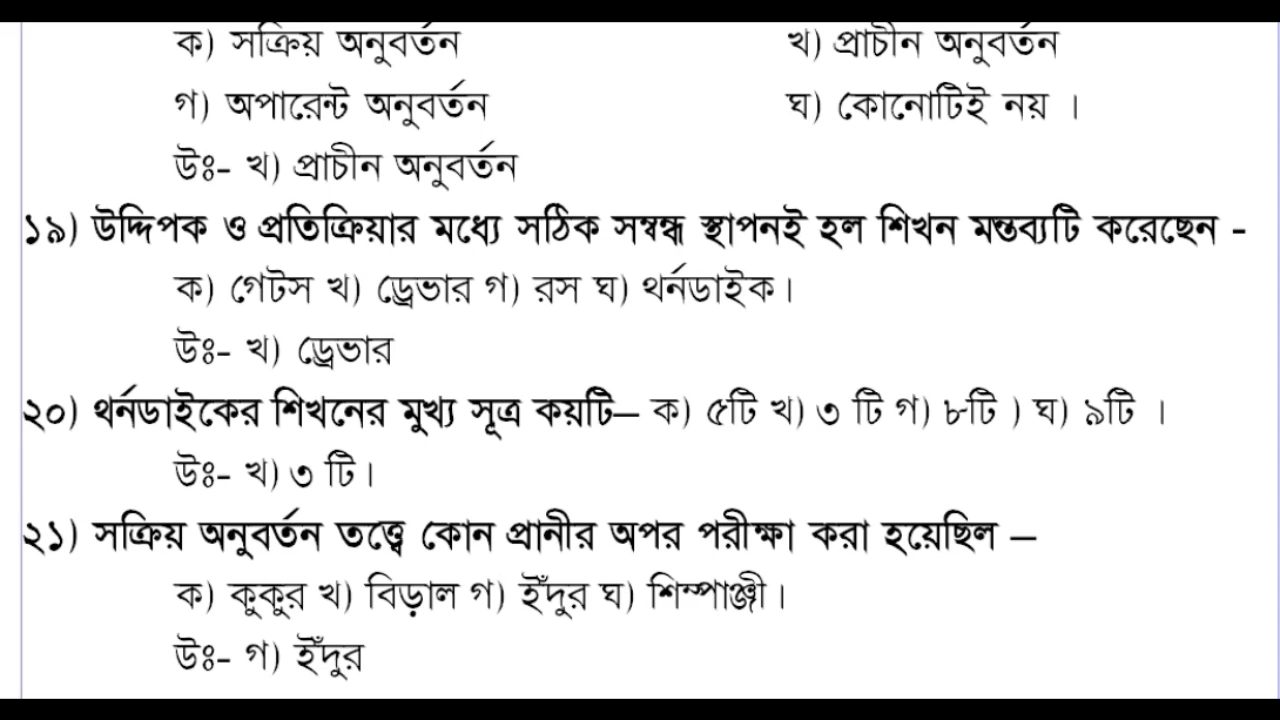 ক) সক্রিয় অনুবর্তন খ) প্রাচীন অনুবর্তন
গ) অপারেন্ট অনুবর্তন ঘ) কোনোটিই নয় ।
উঃ- খ) প্রাচীন অনুবর্তন
১৯) উদ্দিপক ও প্রতিক্রিয়ার মধ্যে সঠিক সম্বন্ধ স্থাপনই হল শিখন মন্তব্যটি করেছেন -
ক) গেটস খ) ড্রেভার গ) রস ঘ) থর্নডাইক।
উঃ- খ) ড্রেভার
২০) থর্নডাইকের শিখনের মুখ্য সূত্র কয়টি– ক) ৫টি খ) ৩ টি গ) ৮টি ) ঘ) ৯টি ।
উঃ- খ) ৩ টি।
২১) সক্রিয় অনুবর্তন তত্ত্বে কোন প্রানীর অপর পরীক্ষা করা হয়েছিল –
ক) কুকুর খ) বিড়াল গ) ইঁদুর ঘ) শিম্পাঞ্জী।
উঃ- গ) ইঁদুর